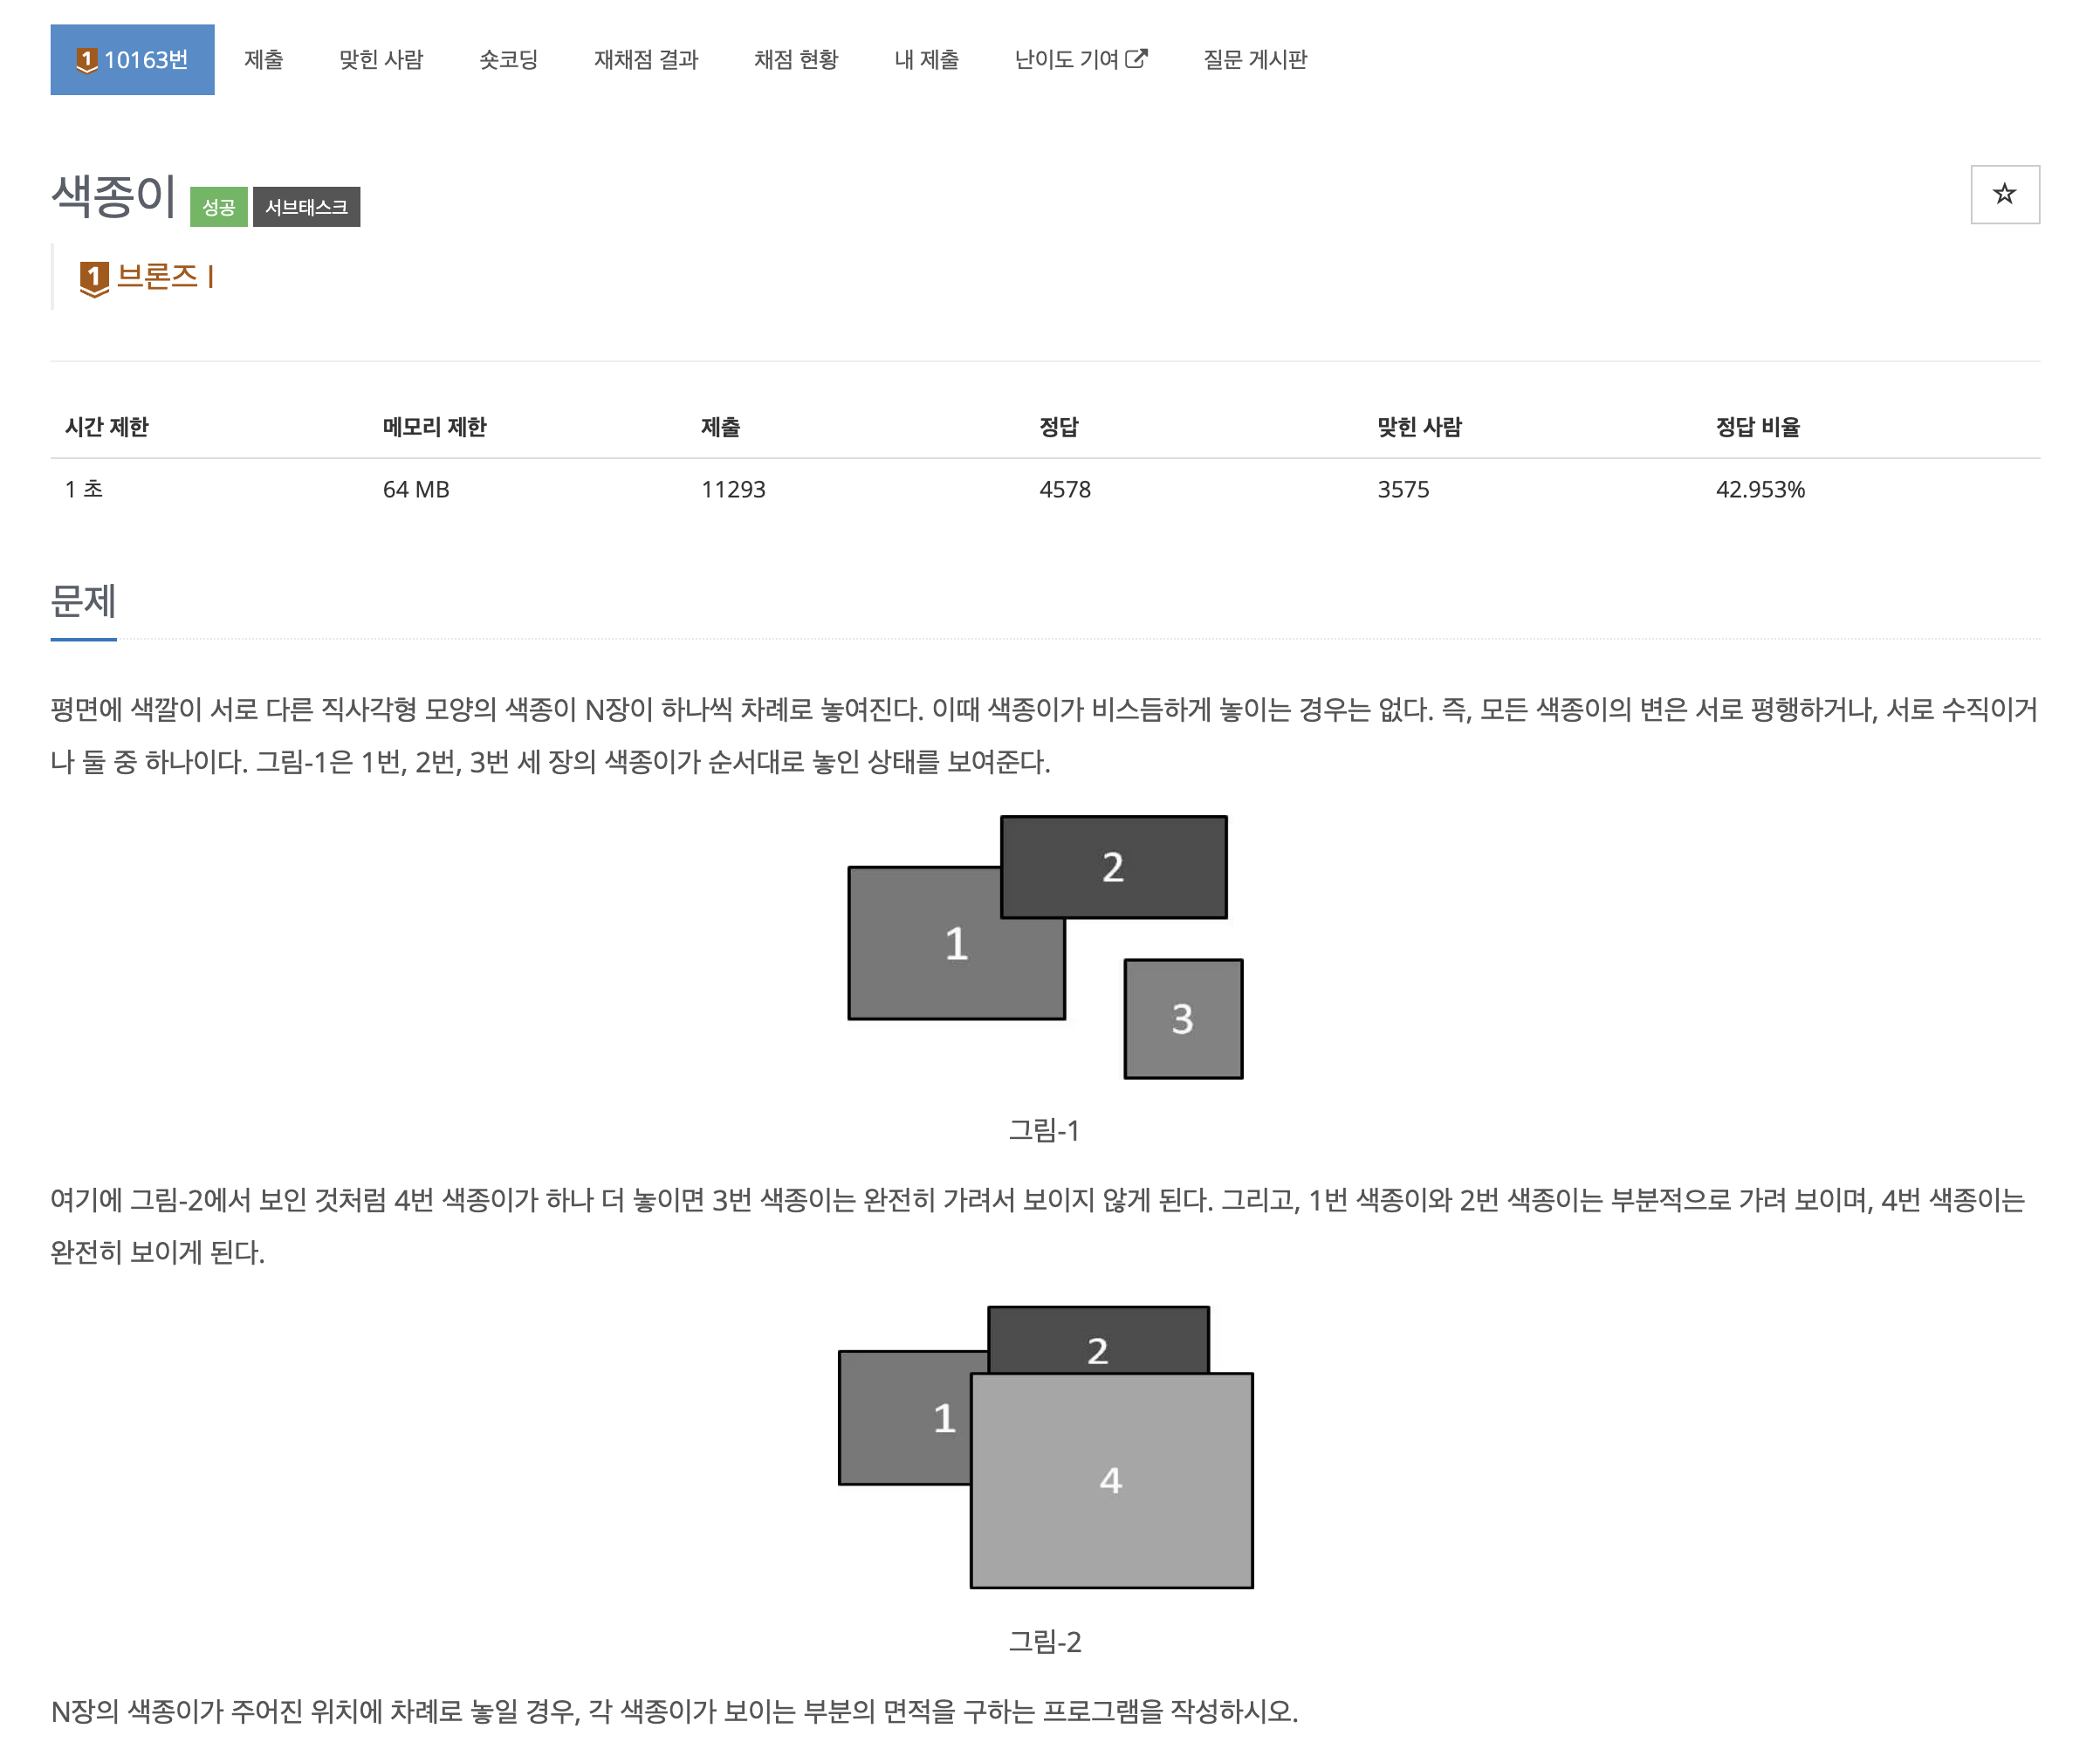 1 10163번 제출 맞힌 사람 숏코딩 재채점 결과 채점 현황 내 제출 난이도 기여 질문 게시판
색종이 성공 서브태스크
1 브론즈 I
시간 제한 메모리 제한 제출 정답 맞힌 사람 정답 비율
1 초 64 MB 11293 4578 3575 42.953%
문제
평면에 색깔이 서로 다른 직사각형 모양의 색종이 N장이 하나씩 차례로 놓여진다. 이때 색종이가 비스듬하게 놓이는 경우는 없다. 즉, 모든 색종이의 변은 서로 평행하거나, 서로 수직이거
나 둘 중 하나이다. 그림-1은 1번, 2번, 3번 세 장의 색종이가 순서대로 놓인 상태를 보여준다.
2
1
3
그림-1
여기에 그림-2에서 보인 것처럼 4번 색종이가 하나 더 놓이면 3번 색종이는 완전히 가려서 보이지 않게 된다. 그리고, 1번 색종이와 2번 색종이는 부분적으로 가려 보이며, 4번 색종이는
완전히 보이게 된다.
2
1
4
그림-2
N장의 색종이가 주어진 위치에 차례로 놓일 경우, 각 색종이가 보이는 부분의 면적을 구하는 프로그램을 작성하시오.